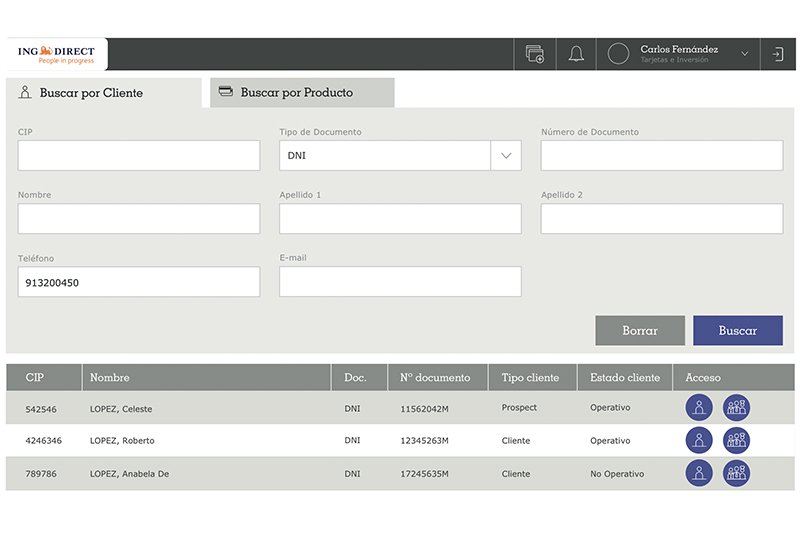 ING DIRECT
People in progress
Carlos Fernández
Tarjetas e Inversión
Buscar por Cliente
Buscar por Producto
CIP
Tipo de Documento
Número de Documento
DNI
Nombre
Apellido 1
Apellido 2
Teléfono
E-mail
913200450
Borrar
Buscar
CIP Nombre Doc. Nº documento Tipo cliente Estado cliente Acceso
542546 LOPEZ, Celeste DNI 11562042M Prospect Operativo
4246346 LOPEZ, Roberto DNI 12345263M Cliente Operativo
789786 LOPEZ, Anabela De DNI 17245635M Cliente No Operativo